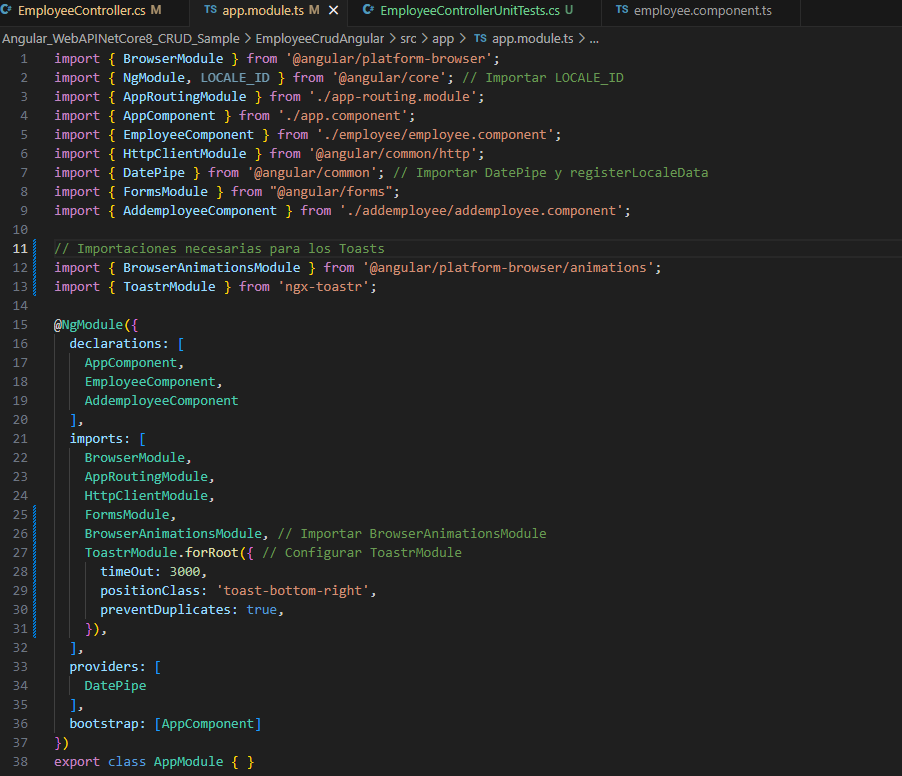 EmployeeController.cs M
TS app.module.ts M
EmployeeControllerUnitTests.cs U
TS employee.component.ts
Angular_WebAPINetCore8_CRUD_Sample > EmployeeCrudAngular > src > app > TS app.module.ts > ...
1 import { BrowserModule } from '@angular/platform-browser';
2 import { NgModule, LOCALE_ID } from '@angular/core'; // Importar LOCALE_ID
3 import { AppRoutingModule } from './app-routing.module';
4 import { AppComponent } from './app.component';
5 import { EmployeeComponent } from './employee/employee.component';
6 import { HttpClientModule } from '@angular/common/http';
7 import { DatePipe } from '@angular/common'; // Importar DatePipe y registerLocaleData
8 import { FormsModule } from "@angular/forms";
9 import { AddemployeeComponent } from './addemployee/addemployee.component';
10
11 // Importaciones necesarias para los Toasts
12 import { BrowserAnimationsModule } from '@angular/platform-browser/animations';
13 import { ToastrModule } from 'ngx-toastr';
14
15 @NgModule({
16 declarations: [
17 AppComponent,
18 EmployeeComponent,
19 AddemployeeComponent
20 ],
21 imports: [
22 BrowserModule,
23 AppRoutingModule,
24 HttpClientModule,
25 FormsModule,
26 BrowserAnimationsModule, // Importar BrowserAnimationsModule
27 ToastrModule.forRoot({ // Configurar ToastrModule
28 timeOut: 3000,
29 positionClass: 'toast-bottom-right',
30 preventDuplicates: true,
31 }),
32 ],
33 providers: [
34 DatePipe
35 ],
36 bootstrap: [AppComponent]
37 })
38 export class AppModule { }